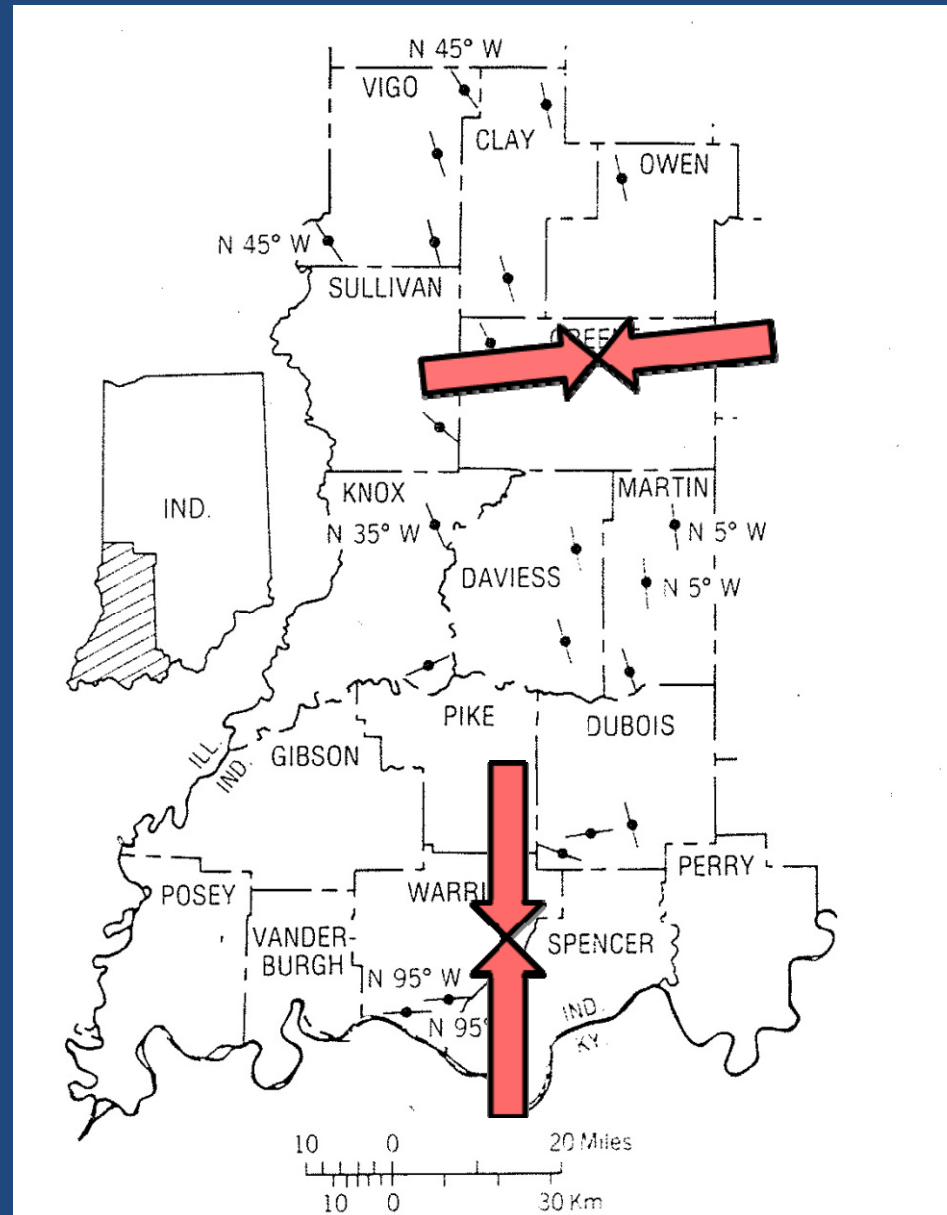 N 45° W
VIGO
CLAY
OWEN
N 45° W
SULLIVAN
IND.
KNOX
MARTIN
N 35° W
N 5° W
DAVIESS
N 5° W
PIKE
DUBOIS
GIBSON
ILL.
IND.
PERRY
POSEY
VANDER-
BURGH
SPENCER
N 95° W
N 95°
IND.
KY.
10 0 20 Miles
10 0 30 Km